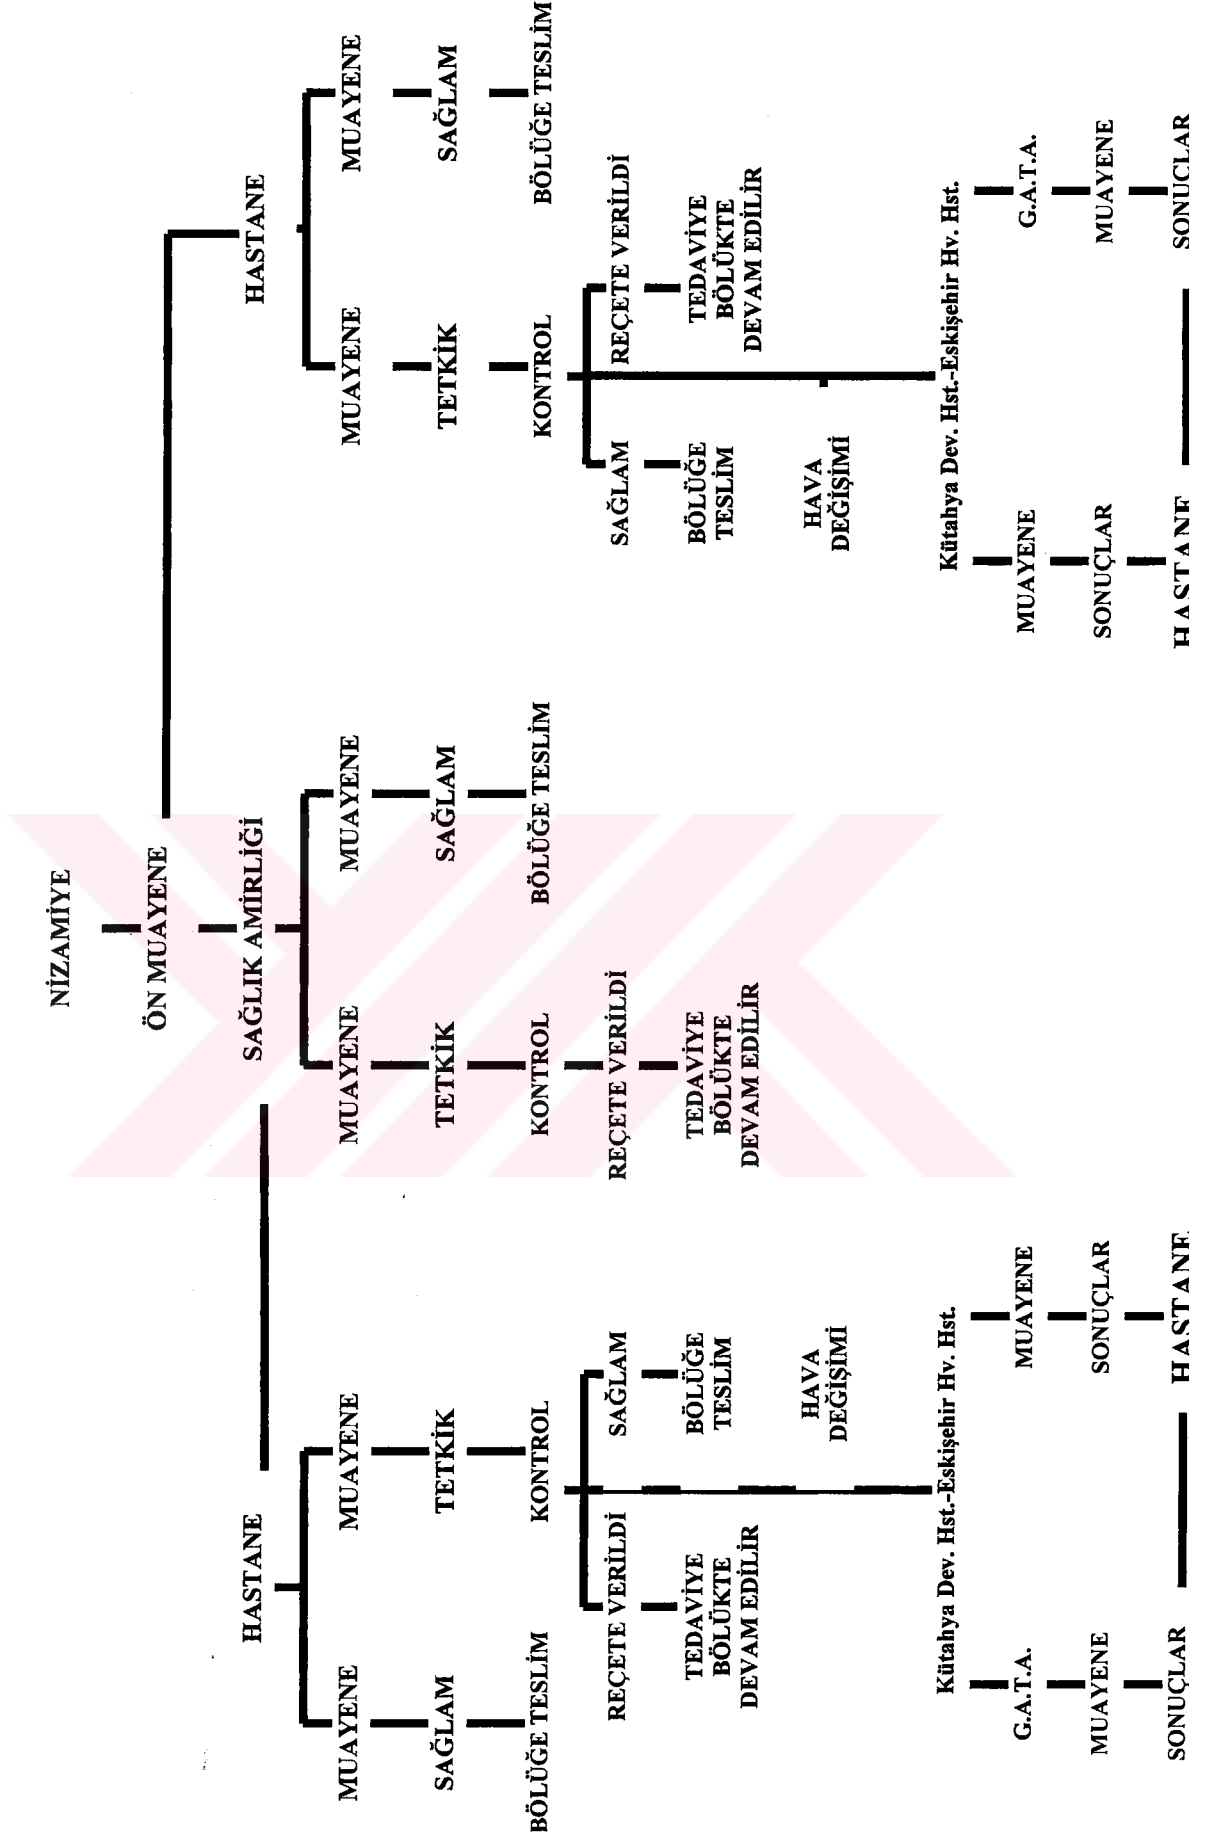 NİZAMİYE
ÖN MUAYENE
HASTANE
SAĞLIK AMİRLİĞİ
HASTANE
MUAYENE
MUAYENE
MUAYENE
MUAYENE
MUAYENE
MUAYENE
SAĞLAM
TETKİK
TETKİK
SAĞLAM
TETKİK
SAĞLAM
BÖLÜĞE TESLİM
KONTROL
KONTROL
BÖLÜĞE TESLİM
KONTROL
BÖLÜĞE TESLİM
REÇETE VERİLDİ
SAĞLAM
REÇETE VERİLDİ
SAĞLAM
REÇETE VERİLDİ
TEDAVİYE
BÖLÜKTE
DEVAM EDİLİR
BÖLÜĞE
TESLİM
TEDAVİYE
BÖLÜKTE
DEVAM EDİLİR
BÖLÜĞE
TESLİM
TEDAVİYE
BÖLÜKTE
DEVAM EDİLİR
HAVA
DEĞİŞİMİ
HAVA
DEĞİŞİMİ
Kütahya Dev. Hst.-Eskişehir Hv. Hst.
Kütahya Dev. Hst.-Eskişehir Hv. Hst.
G.A.T.A.
MUAYENE
MUAYENE
G.A.T.A.
MUAYENE
SONUÇLAR
SONUÇLAR
MUAYENE
SONUÇLAR
HASTANE
HASTANE
SONUÇLAR